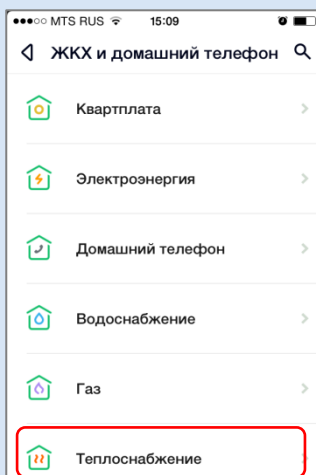 MTS RUS 15:09
ЖКХ и домашний телефон
Квартплата
Электроэнергия
Домашний телефон
Водоснабжение
Газ
Теплоснабжение